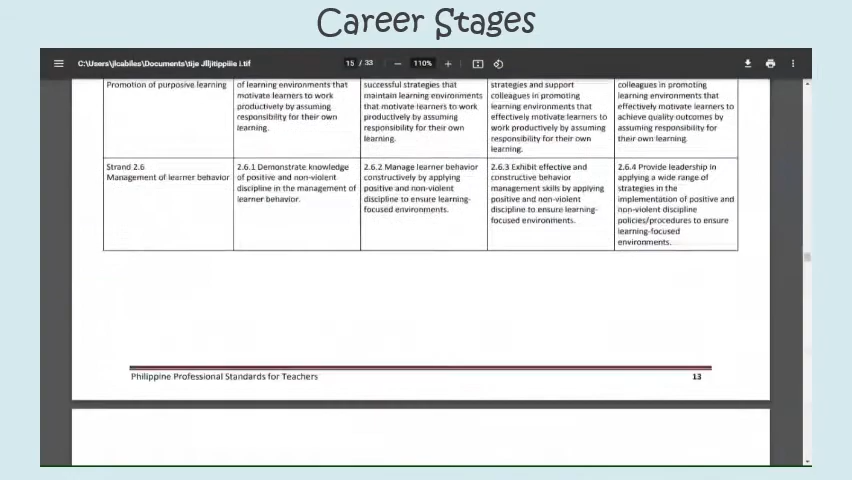 Career Stages
C:\Users\jlcabiles\Documents\tije
15 / 33
110%
Promotion of purposive learning
of learning environments that
motivate learners to work
productively by assuming
responsibility for their own
learning.
successful strategies that
maintain learning environments
that motivate learners to work
productively by assuming
responsibility for their own
learning.
strategies and support
colleagues in promoting
learning environments that
effectively motivate learners to
work productively by assuming
responsibility for their own
learning.
colleagues in promoting
learning environments that
effectively motivate learners to
achieve quality outcomes by
assuming responsibility for
their own learning.
Strand 2.6
Management of learner behavior
2.6.1 Demonstrate knowledge
of positive and non-violent
discipline in the management of
learner behavior.
2.6.2 Manage learner behavior
constructively by applying
positive and non-violent
discipline to ensure learning-
focused environments.
2.6.3 Exhibit effective and
constructive behavior
management skills by applying
positive and non-violent
discipline to ensure learning-
focused environments.
2.6.4 Provide leadership in
applying a wide range of
strategies in the
implementation of positive and
non-violent discipline
policies/procedures to ensure
learning-focused
environments.
Philippine Professional Standards for Teachers
13